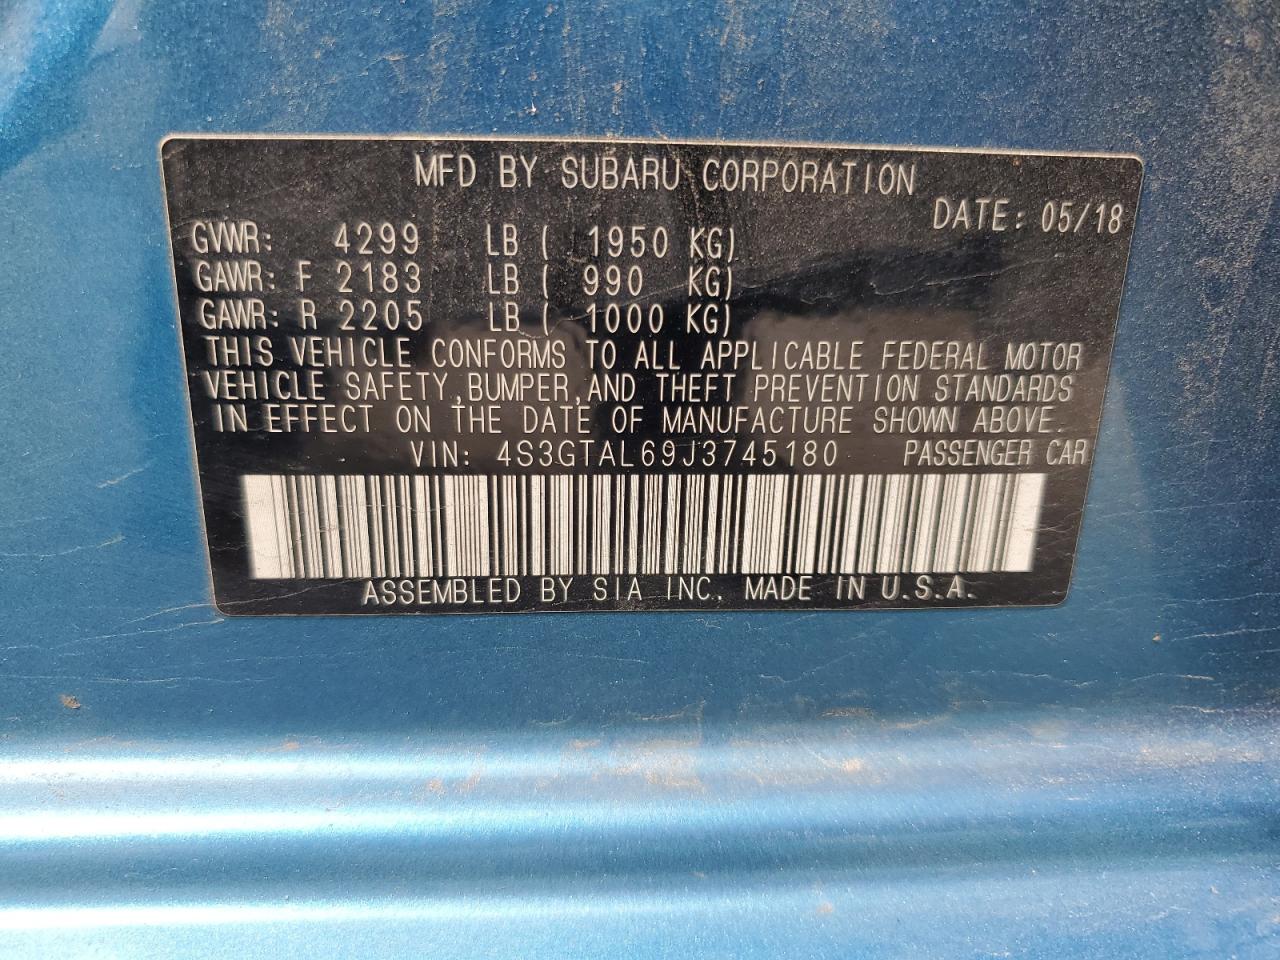 MFD BY SUBARU CORPORATION
DATE: 05/18
GVWR: 4299 LB ( 1950 KG)
GAWR: F 2183 LB ( 990 KG)
GAWR: R 2205 LB ( 1000 KG)
THIS VEHICLE CONFORMS TO ALL APPLICABLE FEDERAL MOTOR
VEHICLE SAFETY,BUMPER,AND THEFT PREVENTION STANDARDS
IN EFFECT ON THE DATE OF MANUFACTURE SHOWN ABOVE.
VIN: 4S3GTAL69J3745180 PASSENGER CAR
ASSEMBLED BY SIA INC., MADE IN U.S.A.